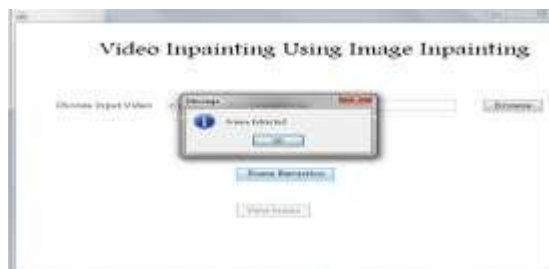 Video Inpainting Using Image Inpainting
Choose Input Video
Browse
Message
Frame Extracted
OK
Frame Extraction
View Frames